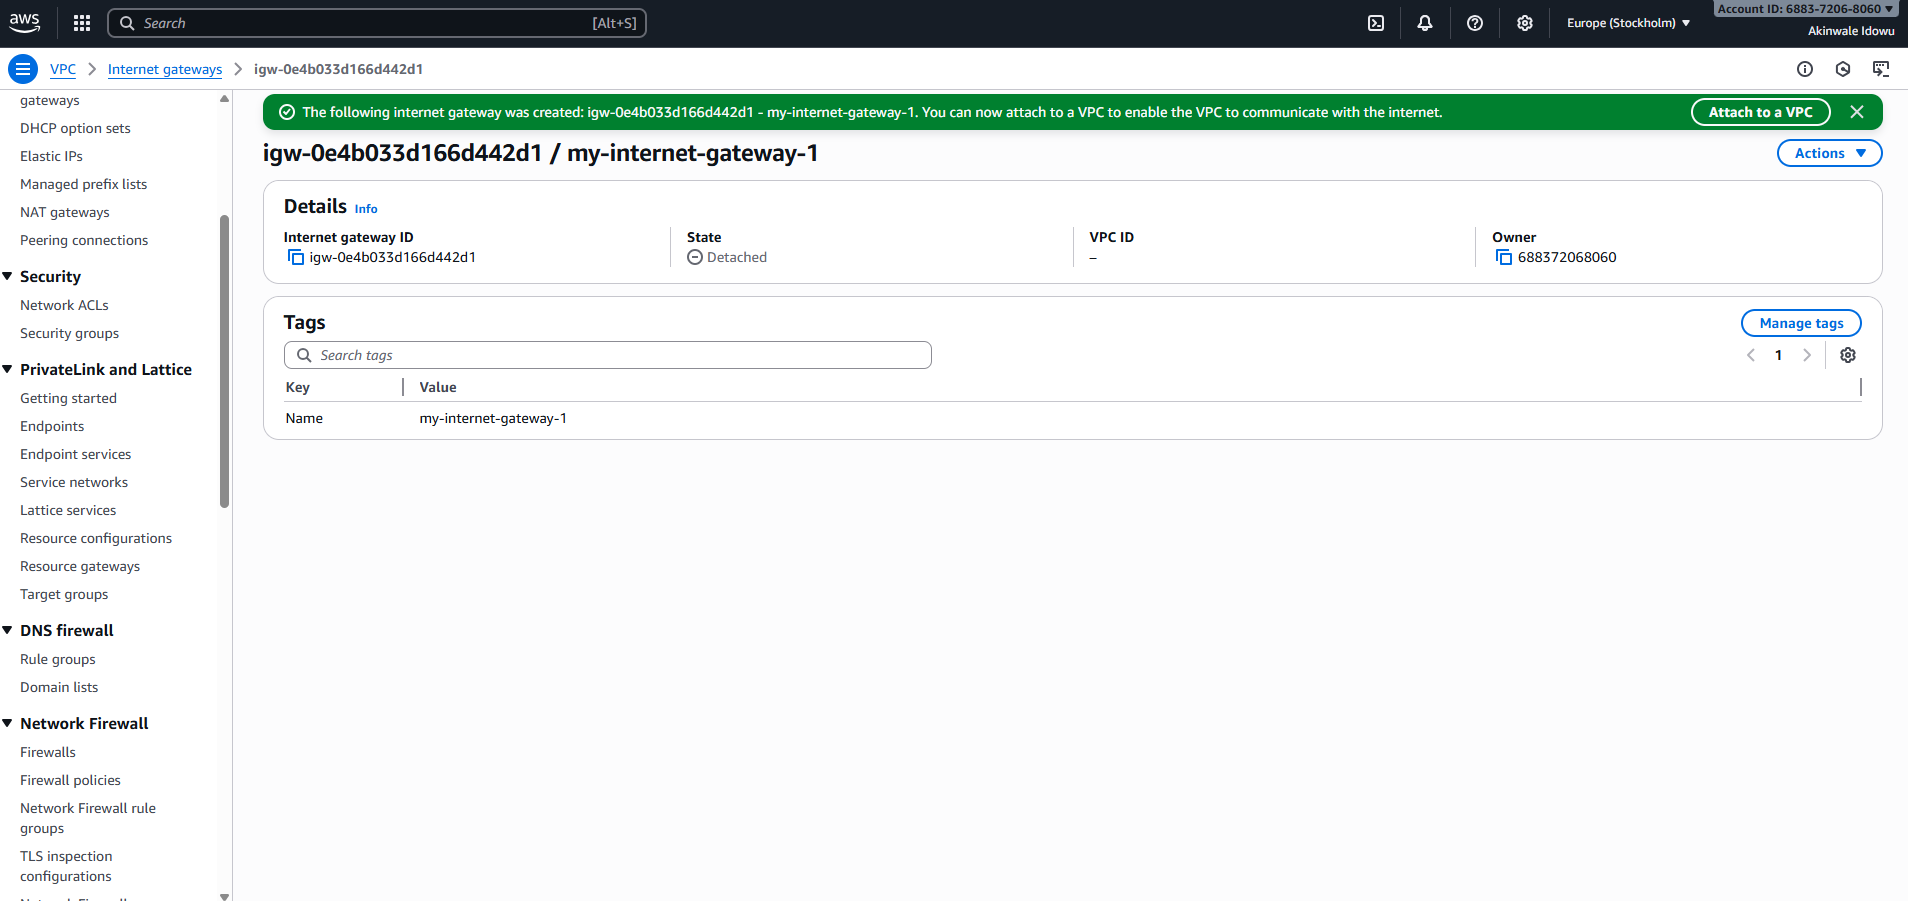 aws
Search
[Alt+S]
Europe (Stockholm)
Account ID: 6883-7206-8060
Akinwale Idowu
VPC
Internet gateways
igw-0e4b033d166d442d1
gateways
DHCP option sets
Elastic IPs
Managed prefix lists
NAT gateways
Peering connections
Security
Network ACLs
Security groups
PrivateLink and Lattice
Getting started
Endpoints
Endpoint services
Service networks
Lattice services
Resource configurations
Resource gateways
Target groups
DNS firewall
Rule groups
Domain lists
Network Firewall
Firewalls
Firewall policies
Network Firewall rule
groups
TLS inspection
configurations
The following internet gateway was created: igw-0e4b033d166d442d1 - my-internet-gateway-1. You can now attach to a VPC to enable the VPC to communicate with the internet.
Attach to a VPC
igw-0e4b033d166d442d1 / my-internet-gateway-1
Actions
Details Info
Internet gateway ID
igw-0e4b033d166d442d1
State
Detached
VPC ID
–
Owner
688372068060
Tags
Manage tags
Search tags
1
Key
Value
Name
my-internet-gateway-1